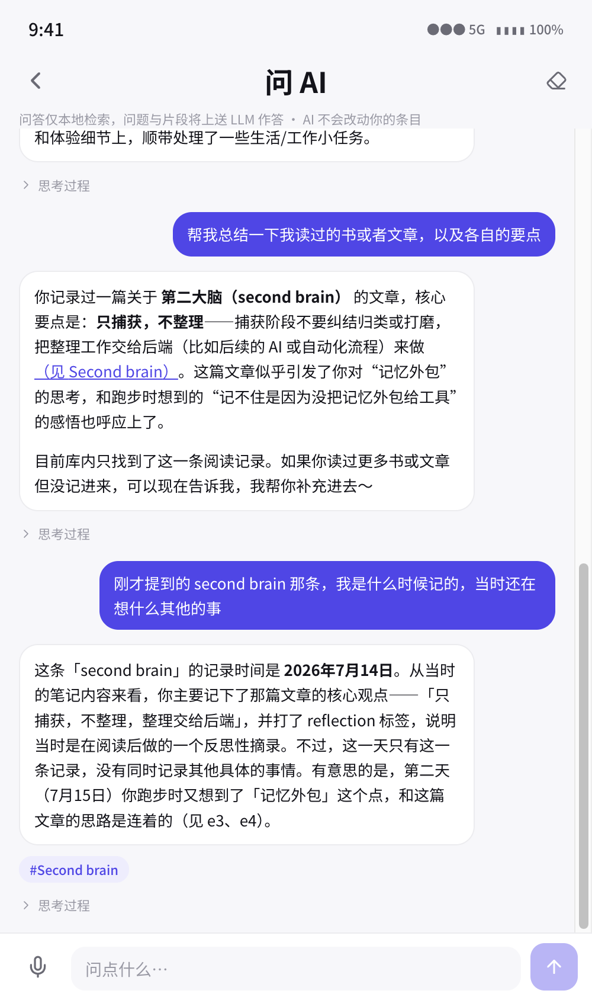 9:41
5G 100%
问 AI
问答仅本地检索，问题与片段将上送 LLM 作答 · AI 不会改动你的条目
和体验细节上，顺带处理了一些生活/工作小任务。
思考过程
帮我总结一下我读过的书或者文章，以及各自的要点
你记录过一篇关于 第二大脑（second brain） 的文章，核心
要点是：只捕获，不整理——捕获阶段不要纠结归类或打磨，
把整理工作交给后端（比如后续的 AI 或自动化流程）来做
（见 Second brain）。这篇文章似乎引发了你对“记忆外包”
的思考，和跑步时想到的“记不住是因为没把记忆外包给工具”
的感悟也呼应上了。
目前库内只找到了这一条阅读记录。如果你读过更多书或文章
但没记进来，可以现在告诉我，我帮你补充进去～
思考过程
刚才提到的 second brain 那条，我是什么时候记的，当时还在
想什么其他的事
这条「second brain」的记录时间是 2026年7月14日。从当时
的笔记内容来看，你主要记下了那篇文章的核心观点——「只
捕获，不整理，整理交给后端」，并打了 reflection 标签，说明
当时是在阅读后做的一个反思性摘录。不过，这一天只有这一
条记录，没有同时记录其他具体的事情。有意思的是，第二天
（7月15日）你跑步时又想到了「记忆外包」这个点，和这篇
文章的思路是连着的（见 e3、e4）。
#Second brain
思考过程
问点什么…